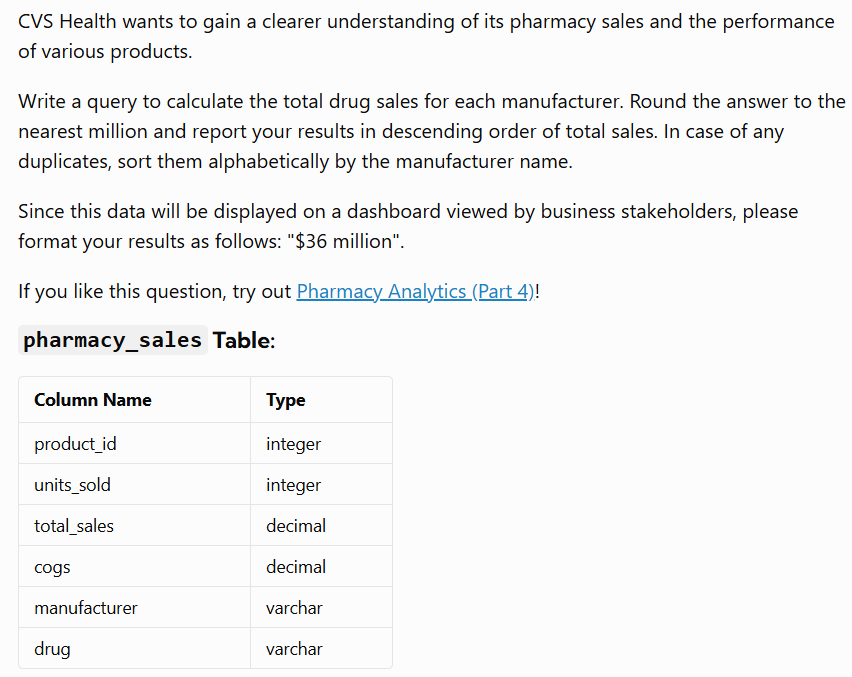 CVS Health wants to gain a clearer understanding of its pharmacy sales and the performance
of various products.
Write a query to calculate the total drug sales for each manufacturer. Round the answer to the
nearest million and report your results in descending order of total sales. In case of any
duplicates, sort them alphabetically by the manufacturer name.
Since this data will be displayed on a dashboard viewed by business stakeholders, please
format your results as follows: "$36 million".
If you like this question, try out Pharmacy Analytics (Part 4)!
pharmacy_sales Table:
Column Name Type
product_id integer
units_sold integer
total_sales decimal
cogs decimal
manufacturer varchar
drug varchar